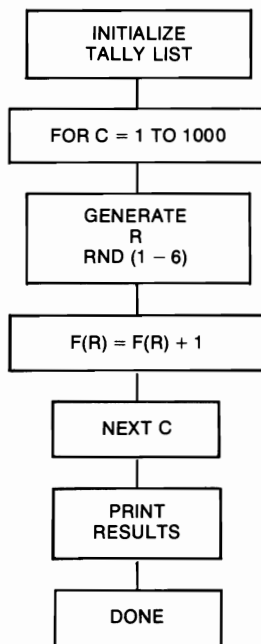 INITIALIZE
TALLY LIST
FOR C = 1 TO 1000
GENERATE
R
RND (1 – 6)
F(R) = F(R) + 1
NEXT C
PRINT
RESULTS
DONE